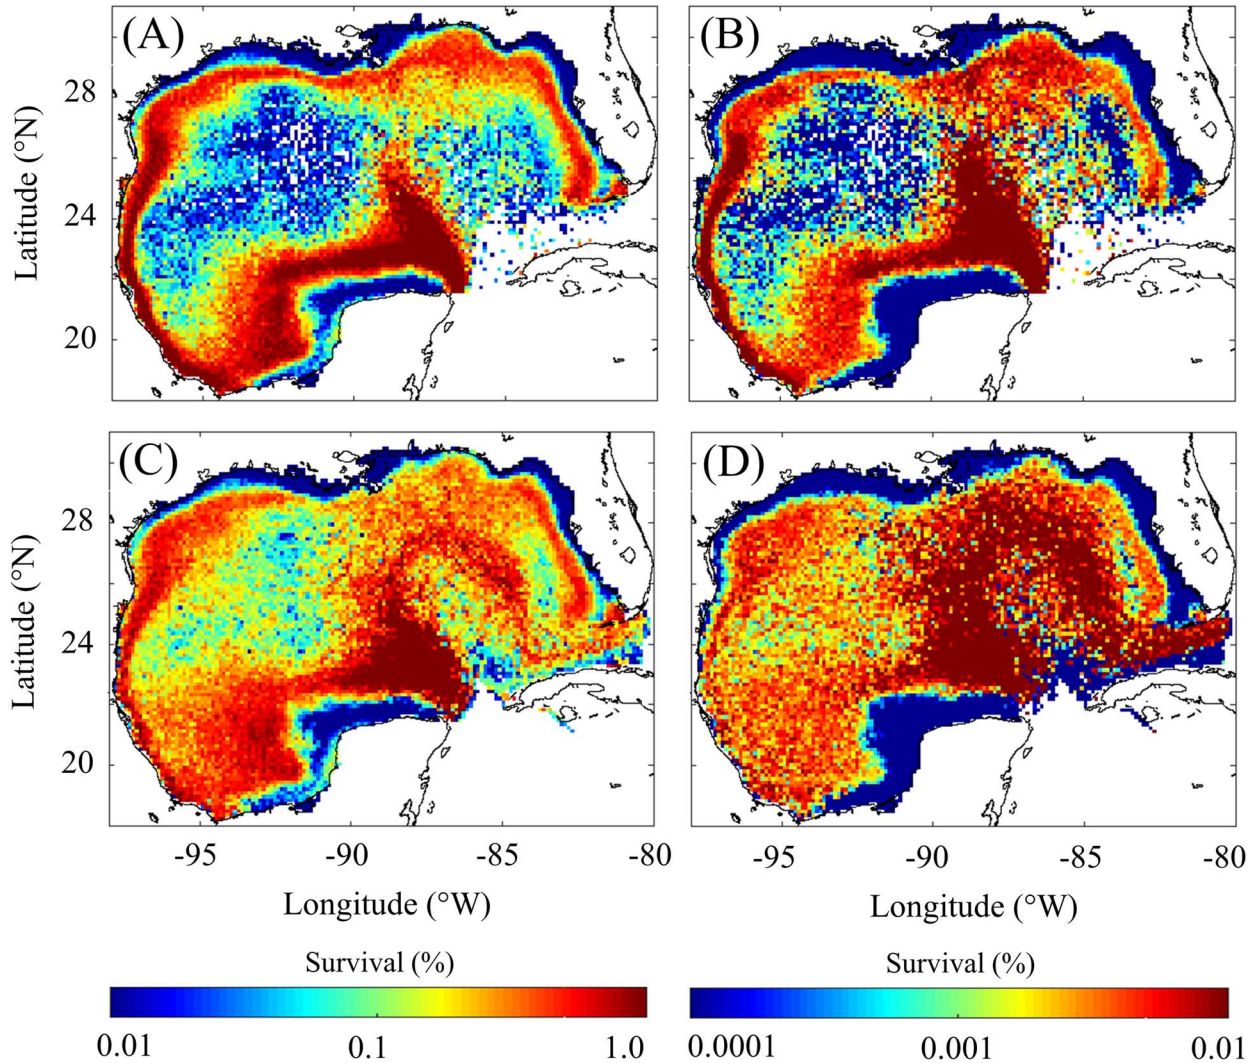 (A)
(B)
28
24
20
Latitude (°N)
(C)
(D)
28
24
20
Latitude (°N)
-95 -90 -85 -80
-95 -90 -85 -80
Longitude (°W)
Longitude (°W)
Survival (%)
Survival (%)
0.01 0.1 1.0
0.0001 0.001 0.01